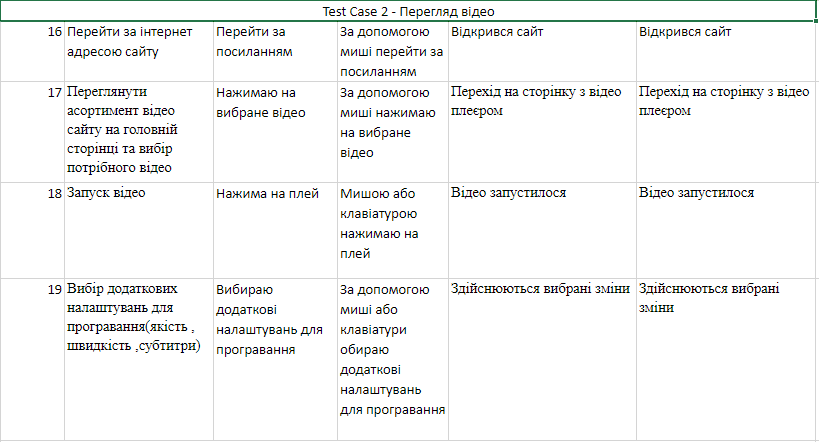 Test Case 2 - Перегляд відео
16
Перейти за інтернет
адресою сайту
Перейти за
посиланням
За допомогою
миші перейти за
посиланням
Відкрився сайт
Відкрився сайт
17
Переглянути
асортимент відео
сайту на головній
сторінці та вибір
потрібного відео
Нажимаю на
вибране відео
За допомогою
миші нажимаю
на вибране
відео
Перехід на сторінку з відео
плеєром
Перехід на сторінку з відео
плеєром
18
Запуск відео
Нажима на плей
Мишою або
клавіатурою
нажимаю на
плей
Відео запустилося
Відео запустилося
19
Вибір додаткових
налаштувань для
програвання(якість ,
швидкість ,субтитри)
Вибираю
додаткові
налаштувань для
програвання
За допомогою
миші або
клавіатури
обираю
додаткові
налаштувань
для програвання
Здійснюються вибрані зміни
Здійснюються вибрані
зміни